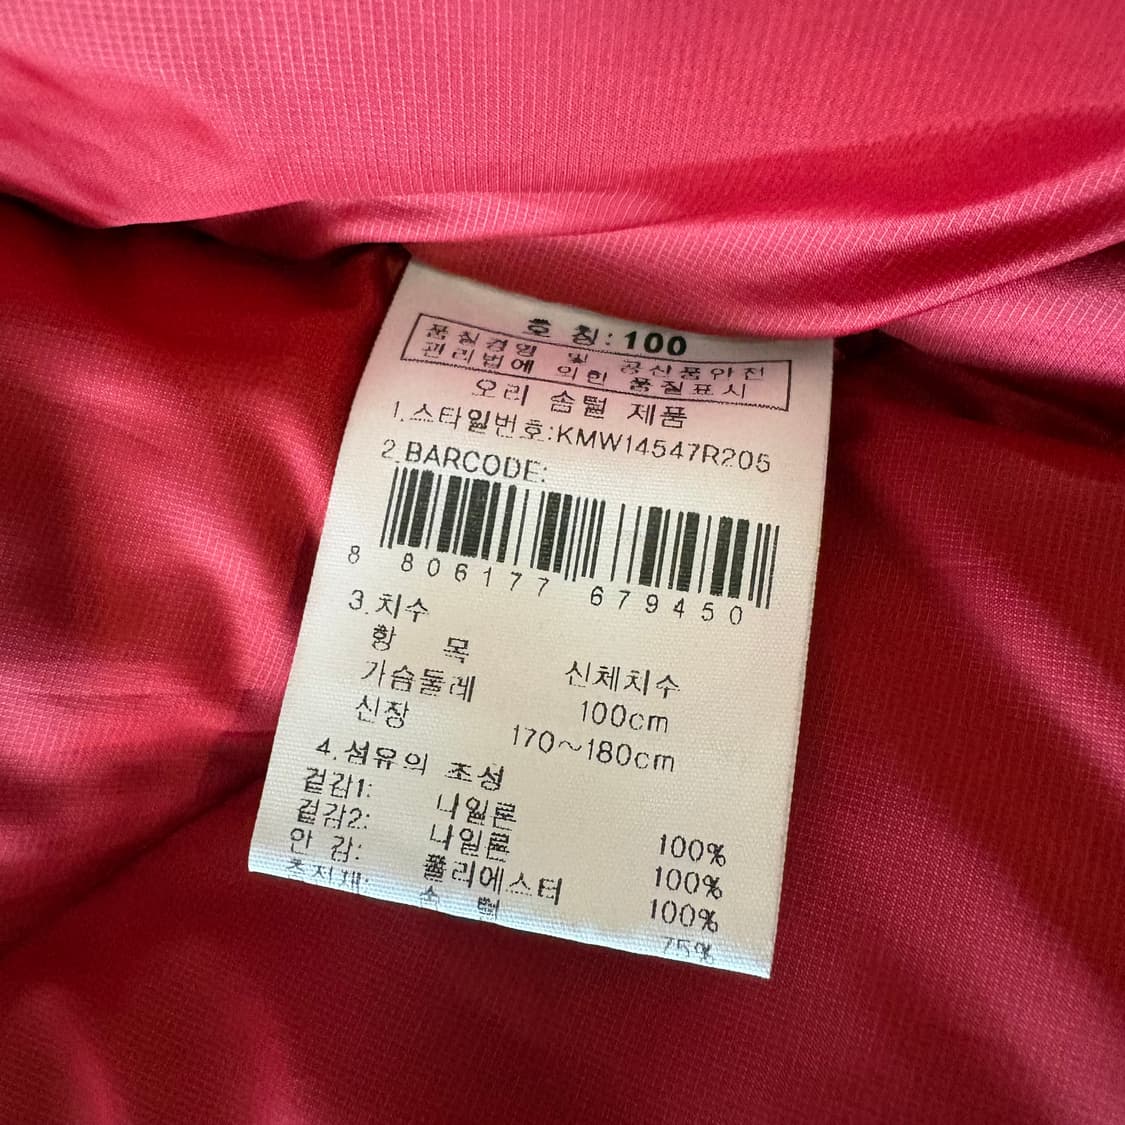 호 칭:100
품질경영 및 공산품안전
관리법에 의한 품질표시
오리 솜털 제품
1.스타일번호:KMW14547R205
2.BARCODE:
8 806177 679450
3.치수
항 목 신체치수
가슴둘레 100cm
신장 170~180cm
4.섬유의 조성
겉감1: 나일론 100%
겉감2: 나일론 100%
안 감: 폴리에스터 100%
충전재: 솜 털 75%